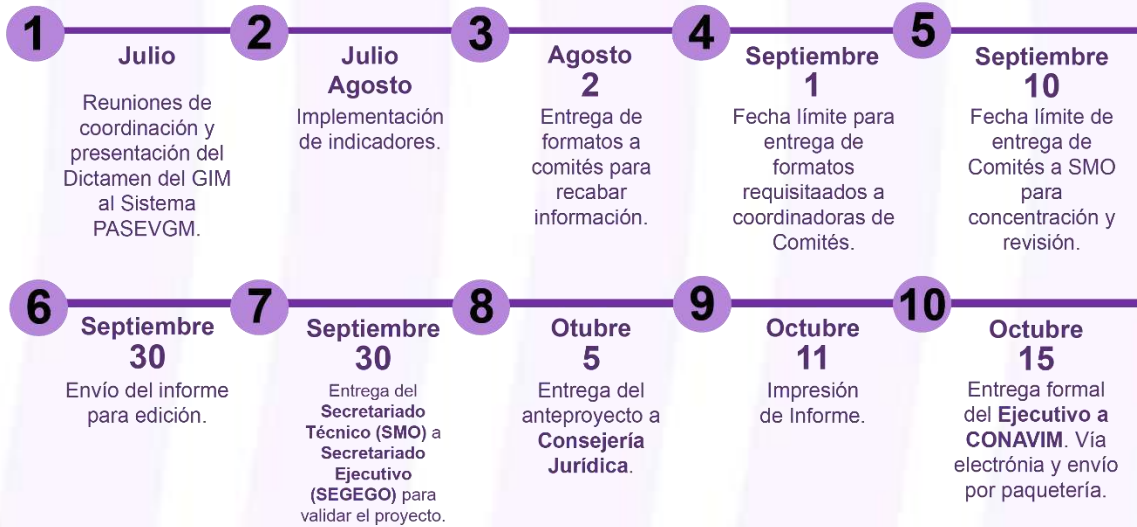 1
Julio
Reuniones de
coordinación y
presentación del
Dictamen del GIM
al Sistema
PASEVGM.
2
Julio
Agosto
Implementación
de indicadores.
3
Agosto
2
Entrega de
formatos a
comités para
recabar
información.
4
Septiembre
1
Fecha límite para
entrega de
formatos
requisitaados a
coordinadoras de
Comités.
5
Septiembre
10
Fecha límite de
entrega de
Comités a SMO
para
concentración y
revisión.
6
Septiembre
30
Envío del informe
para edición.
7
Septiembre
30
Entrega del
Secretariado
Técnico (SMO) a
Secretariado
Ejecutivo
(SEGEGO) para
validar el proyecto.
8
Otubre
5
Entrega del
anteproyecto a
Consejería
Jurídica.
9
Octubre
11
Impresión
de Informe.
10
Octubre
15
Entrega formal
del Ejecutivo a
CONAVIM. Vía
electrónia y envío
por paquetería.